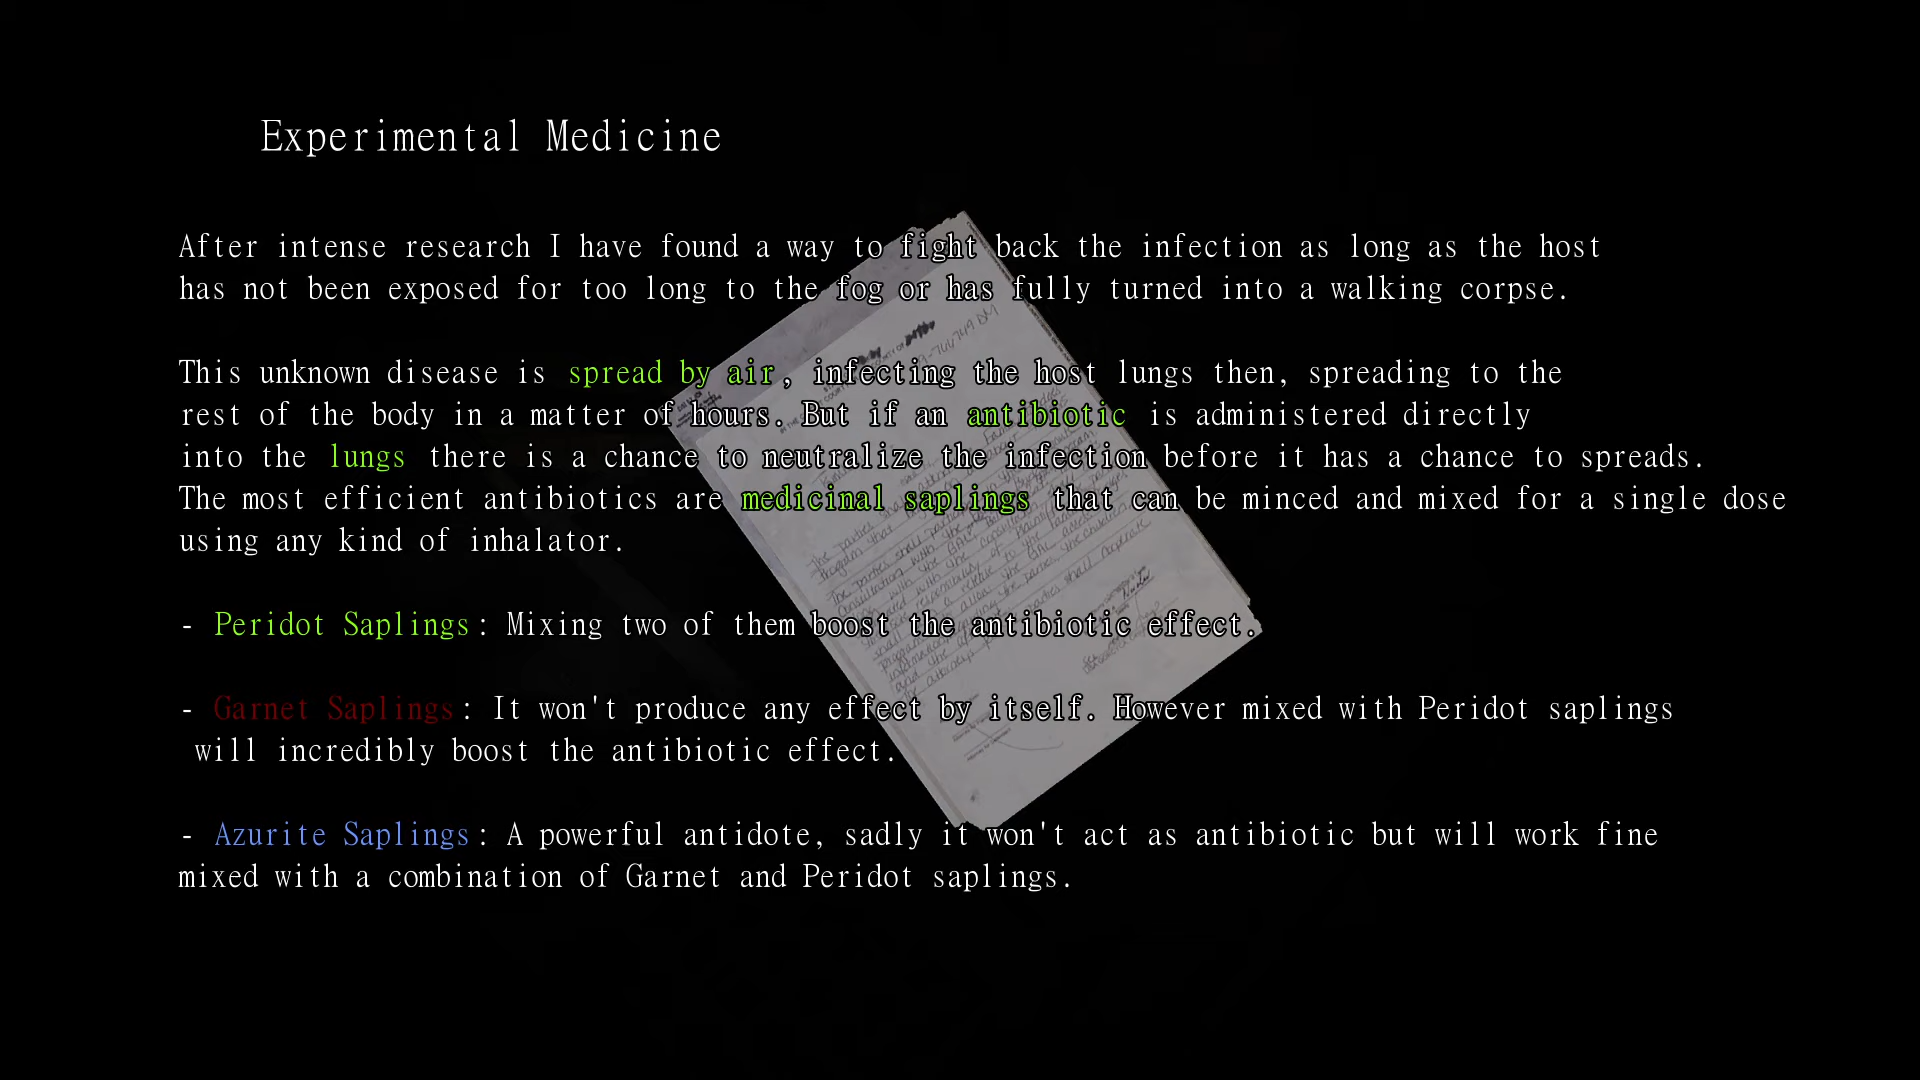 Experimental Medicine
After intense research I have found a way to fight back the infection as long as the host
has not been exposed for too long to the fog or has fully turned into a walking corpse.
This unknown disease is spread by air, infecting the host lungs then, spreading to the
rest of the body in a matter of hours. But if an antibiotic is administered directly
into the lungs there is a chance to neutralize the infection before it has a chance to spreads.
The most efficient antibiotics are medicinal saplings that can be minced and mixed for a single dose
using any kind of inhalator.
- Peridot Saplings: Mixing two of them boost the antibiotic effect.
- Garnet Saplings: It won't produce any effect by itself. However mixed with Peridot saplings
will incredibly boost the antibiotic effect.
- Azurite Saplings: A powerful antidote, sadly it won't act as antibiotic but will work fine
mixed with a combination of Garnet and Peridot saplings.